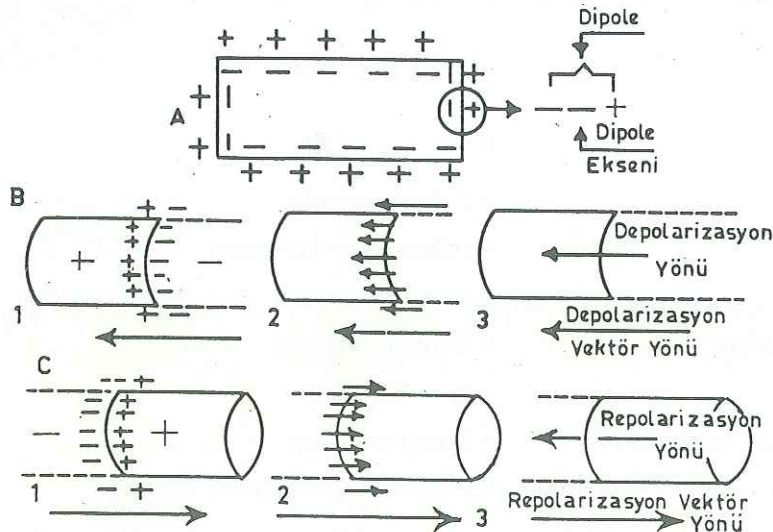 Dipole
A
Dipole
Ekseni
B
1
2
3
Depolarizasyon
Yönü
Depolarizasyon
Vektör Yönü
C
1
2
3
Repolarizasyon
Yönü
Repolarizasyon Vektör
Yönü